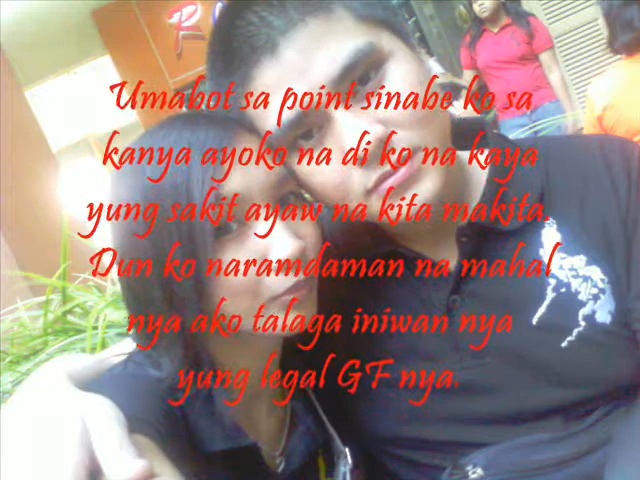 Umabot sa point sinabe ko sa
kanya ayoko na di ko na kaya
yung sakit ayaw na kita makita.
Dun ko naramdaman na mahal
nya ako talaga iniwan nya
yung legal GF nya.